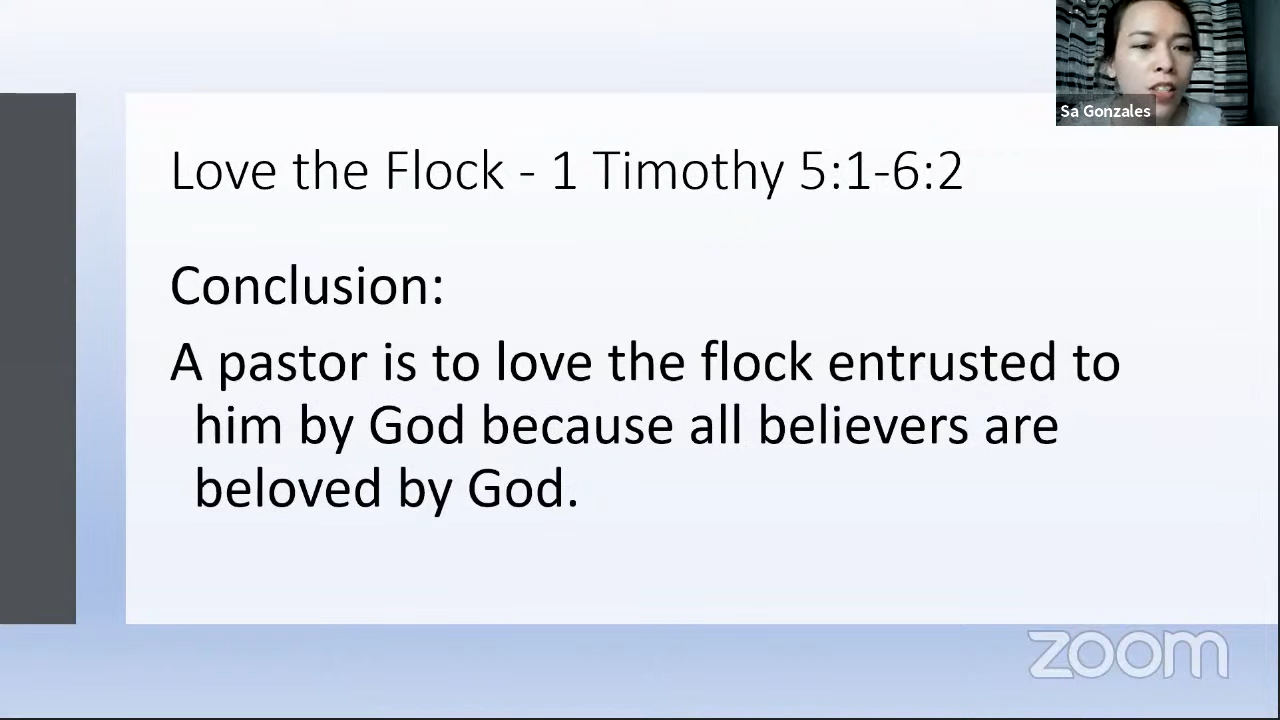 Sa Gonzales
Love the Flock - 1 Timothy 5:1-6:2
Conclusion:
A pastor is to love the flock entrusted to
him by God because all believers are
beloved by God.
zoom